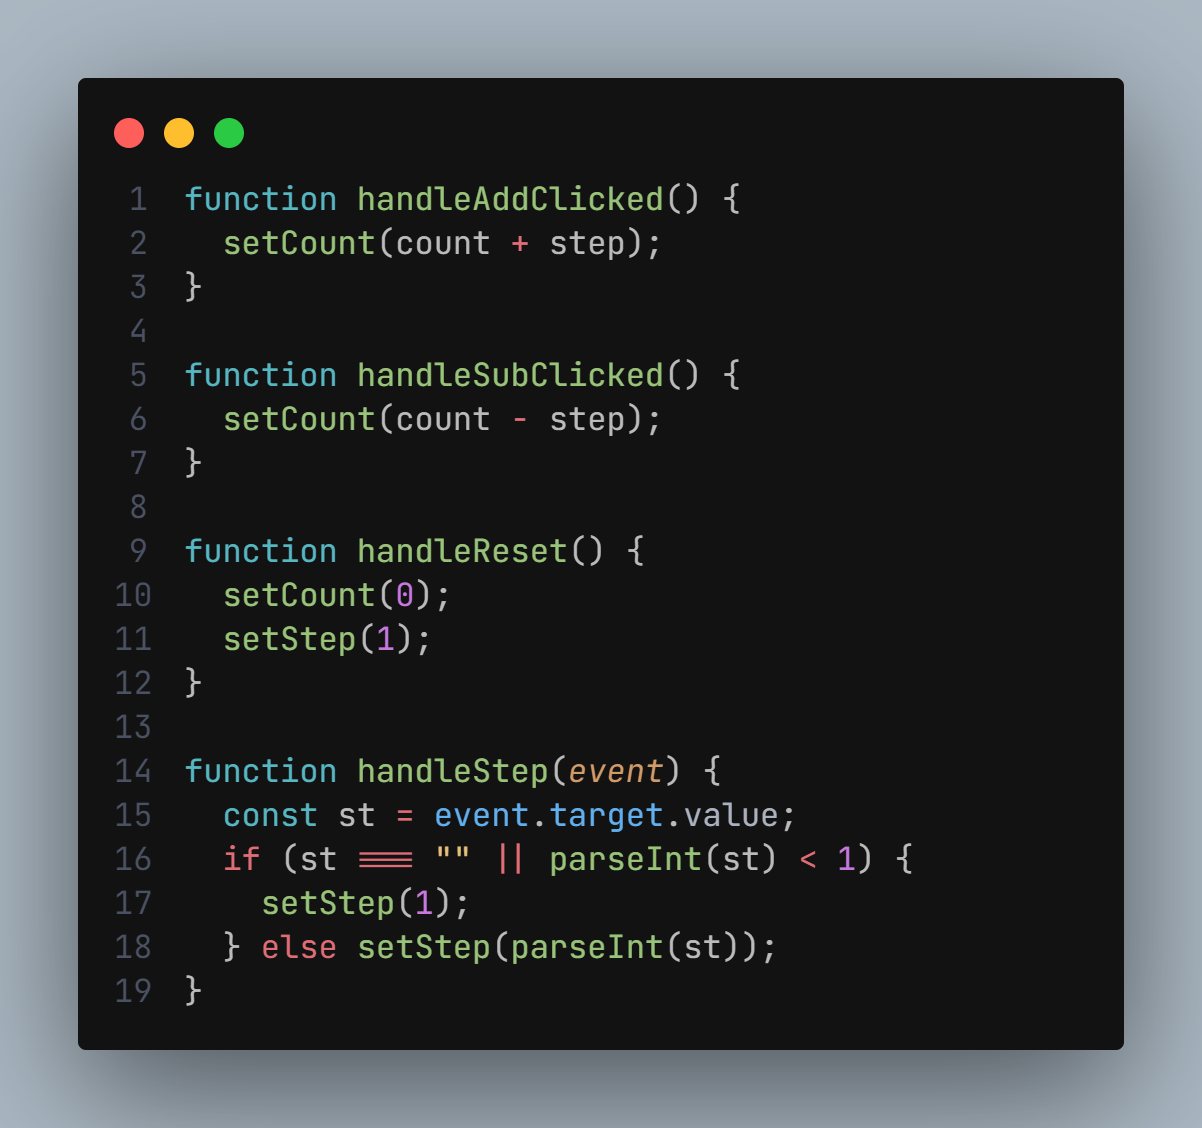 1 function handleAddClicked() {
2   setCount(count + step);
3 }
4
5 function handleSubClicked() {
6   setCount(count - step);
7 }
8
9 function handleReset() {
10   setCount(0);
11   setStep(1);
12 }
13
14 function handleStep(event) {
15   const st = event.target.value;
16   if (st === "" || parseInt(st) < 1) {
17     setStep(1);
18   } else setStep(parseInt(st));
19 }